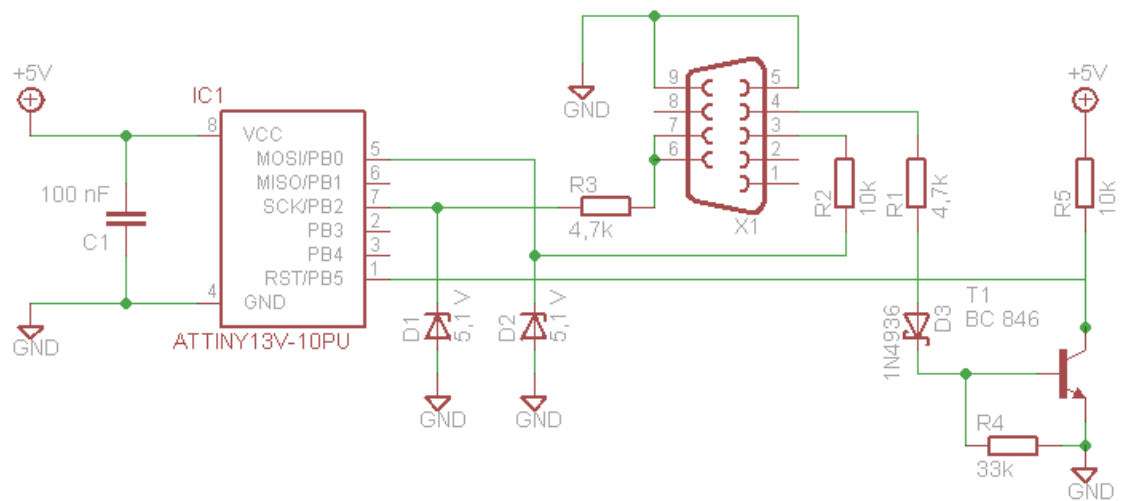 +5V
IC1
8
VCC
MOSI/PB0
5
MISO/PB1
6
SCK/PB2
7
PB3
2
PB4
3
RST/PB5
1
4
GND
ATTINY13V-10PU
100 nF
C1
GND
D1
5,1 V
GND
D2
5,1 V
GND
R3
4,7k
GND
9
8
7
6
5
4
3
2
1
X1
R2
10k
R1
4,7k
+5V
R5
10k
1N4936
D3
T1
BC 846
R4
33k
GND